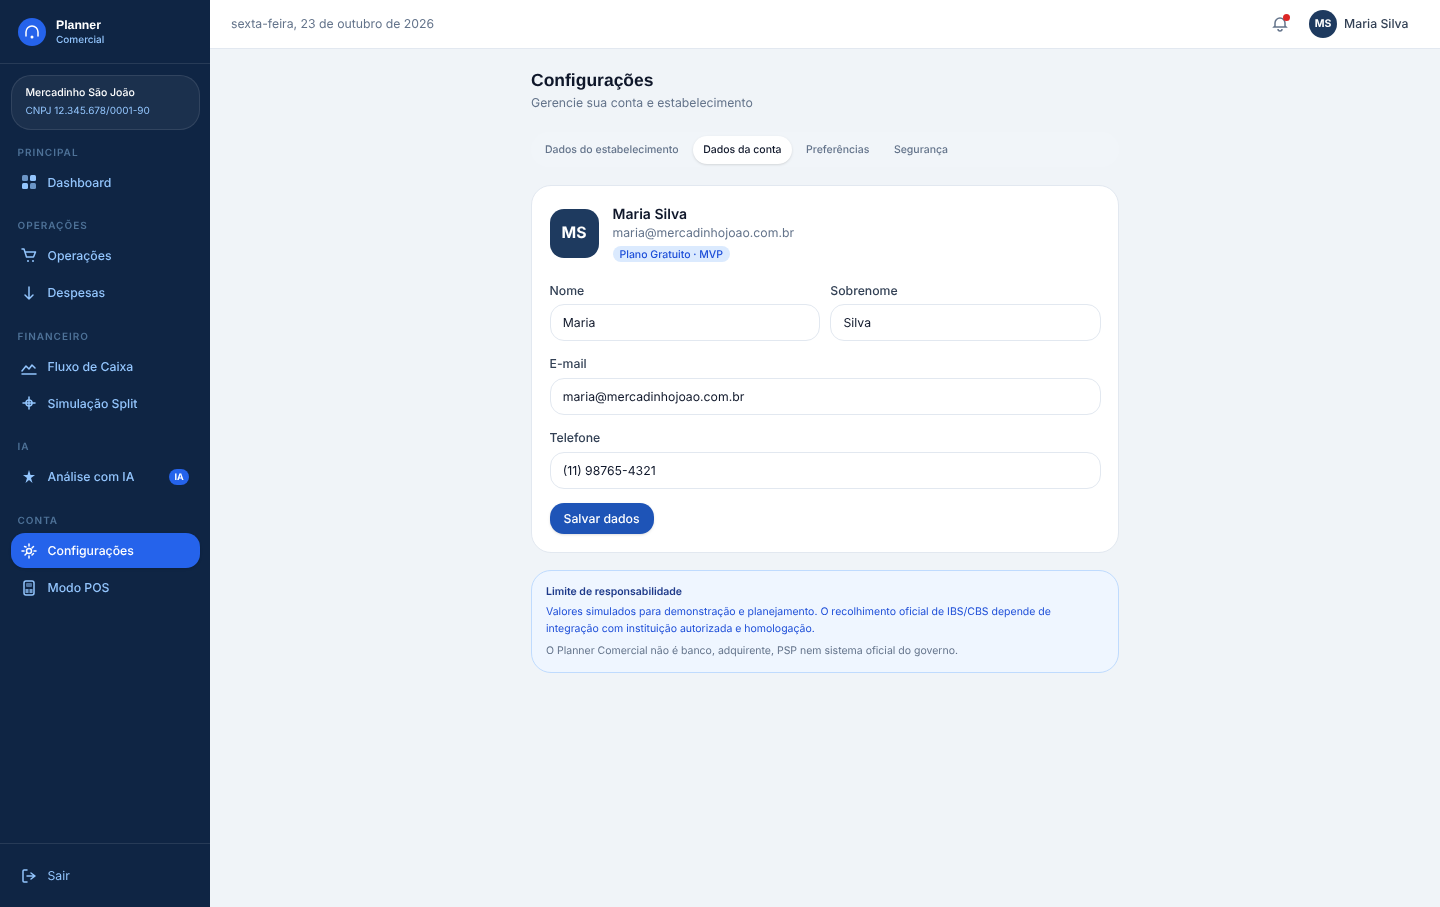 Planner
Comercial
Mercadinho São João
CNPJ 12.345.678/0001-90
PRINCIPAL
Dashboard
OPERAÇÕES
Operações
Despesas
FINANCEIRO
Fluxo de Caixa
Simulação Split
IA
Análise com IA
IA
CONTA
Configurações
Modo POS
Sair
sexta-feira, 23 de outubro de 2026
MS
Maria Silva
Configurações
Gerencie sua conta e estabelecimento
Dados do estabelecimento
Dados da conta
Preferências
Segurança
MS
Maria Silva
maria@mercadinhojoao.com.br
Plano Gratuito · MVP
Nome
Sobrenome
Maria
Silva
E-mail
maria@mercadinhojoao.com.br
Telefone
(11) 98765-4321
Salvar dados
Limite de responsabilidade
Valores simulados para demonstração e planejamento. O recolhimento oficial de IBS/CBS depende de
integração com instituição autorizada e homologação.
O Planner Comercial não é banco, adquirente, PSP nem sistema oficial do governo.